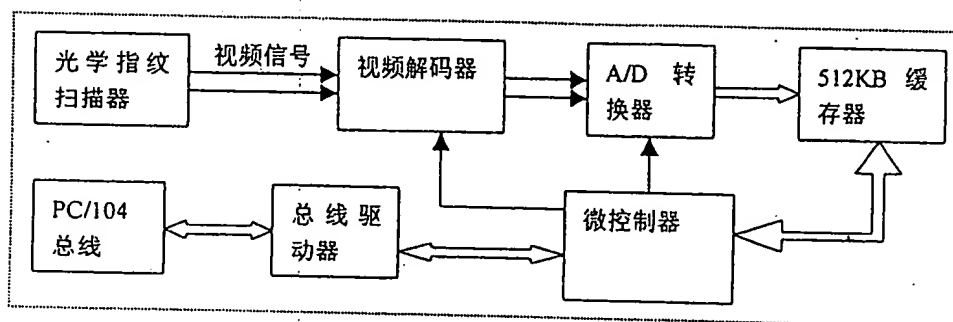 光学指纹
扫描器
视频信号
视频解码器
A/D 转
换器
512KB 缓
存器
PC/104
总线
总线驱
动器
微控制器